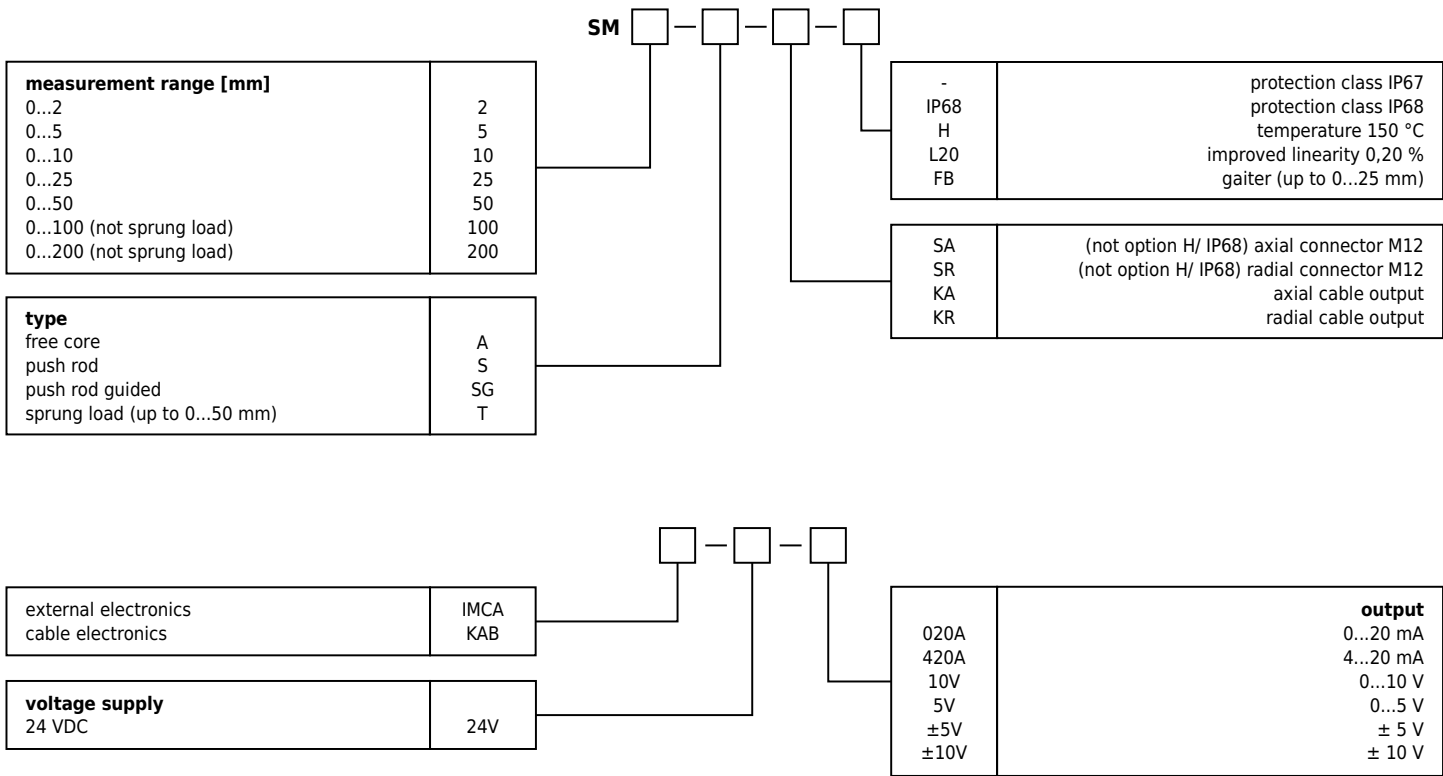 SM — — —
measurement range [mm]
0...2 2
0...5 5
0...10 10
0...25 25
0...50 50
0...100 (not sprung load) 100
0...200 (not sprung load) 200
type
free core A
push rod S
push rod guided SG
sprung load (up to 0...50 mm) T
- protection class IP67
IP68 protection class IP68
H temperature 150 °C
L20 improved linearity 0,20 %
FB gaiter (up to 0...25 mm)
SA (not option H/ IP68) axial connector M12
SR (not option H/ IP68) radial connector M12
KA axial cable output
KR radial cable output
— —
external electronics IMCA
cable electronics KAB
voltage supply
24 VDC 24V
output
020A 0...20 mA
420A 4...20 mA
10V 0...10 V
5V 0...5 V
±5V ± 5 V
±10V ± 10 V